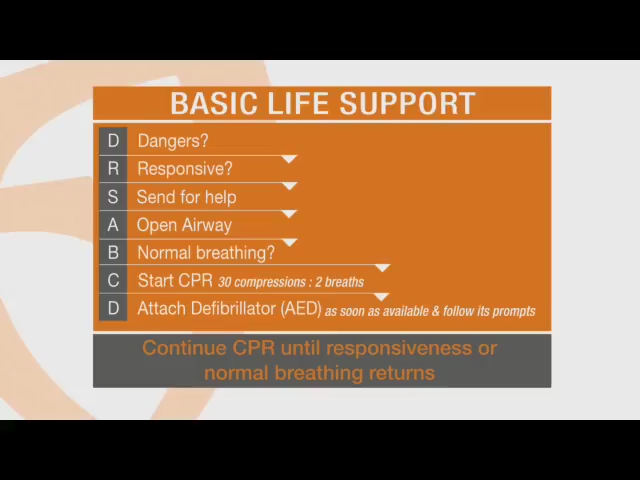 BASIC LIFE SUPPORT
D Dangers?
R Responsive?
S Send for help
A Open Airway
B Normal breathing?
C Start CPR 30 compressions : 2 breaths
D Attach Defibrillator (AED) as soon as available & follow its prompts
Continue CPR until responsiveness or
normal breathing returns